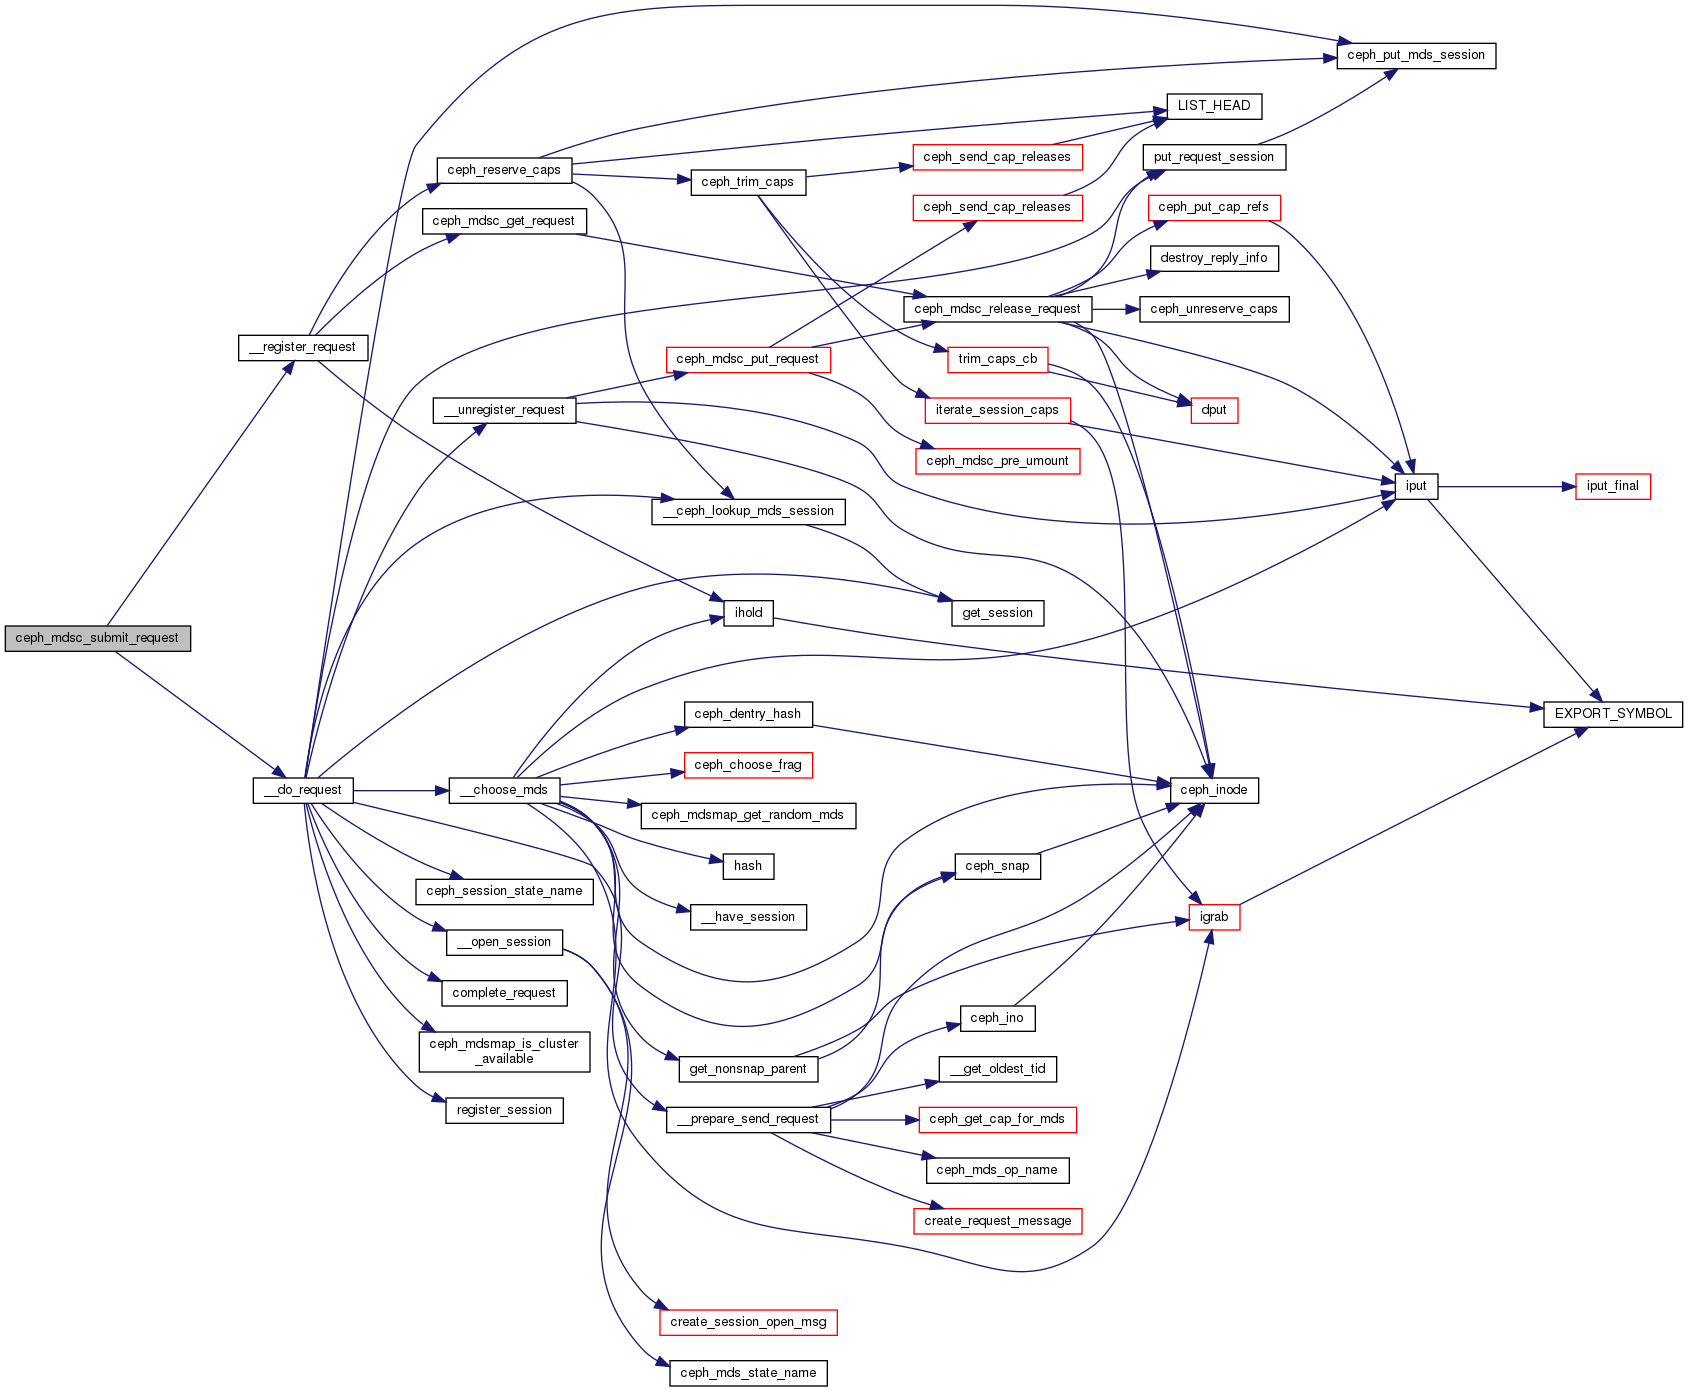 ceph_put_mds_session
LIST_HEAD
ceph_send_cap_releases
put_request_session
ceph_reserve_caps
ceph_trim_caps
ceph_send_cap_releases
ceph_put_cap_refs
ceph_mdsc_get_request
destroy_reply_info
ceph_mdsc_release_request
ceph_unreserve_caps
__register_request
ceph_mdsc_put_request
trim_caps_cb
__unregister_request
iterate_session_caps
dput
ceph_mdsc_pre_umount
iput
iput_final
__ceph_lookup_mds_session
ihold
get_session
ceph_mdsc_submit_request
ceph_dentry_hash
EXPORT_SYMBOL
ceph_choose_frag
__do_request
__choose_mds
ceph_inode
ceph_mdsmap_get_random_mds
hash
ceph_snap
ceph_session_state_name
__have_session
igrab
__open_session
complete_request
ceph_ino
ceph_mdsmap_is_cluster
_available
get_nonsnap_parent
__get_oldest_tid
register_session
__prepare_send_request
ceph_get_cap_for_mds
ceph_mds_op_name
create_request_message
create_session_open_msg
ceph_mds_state_name